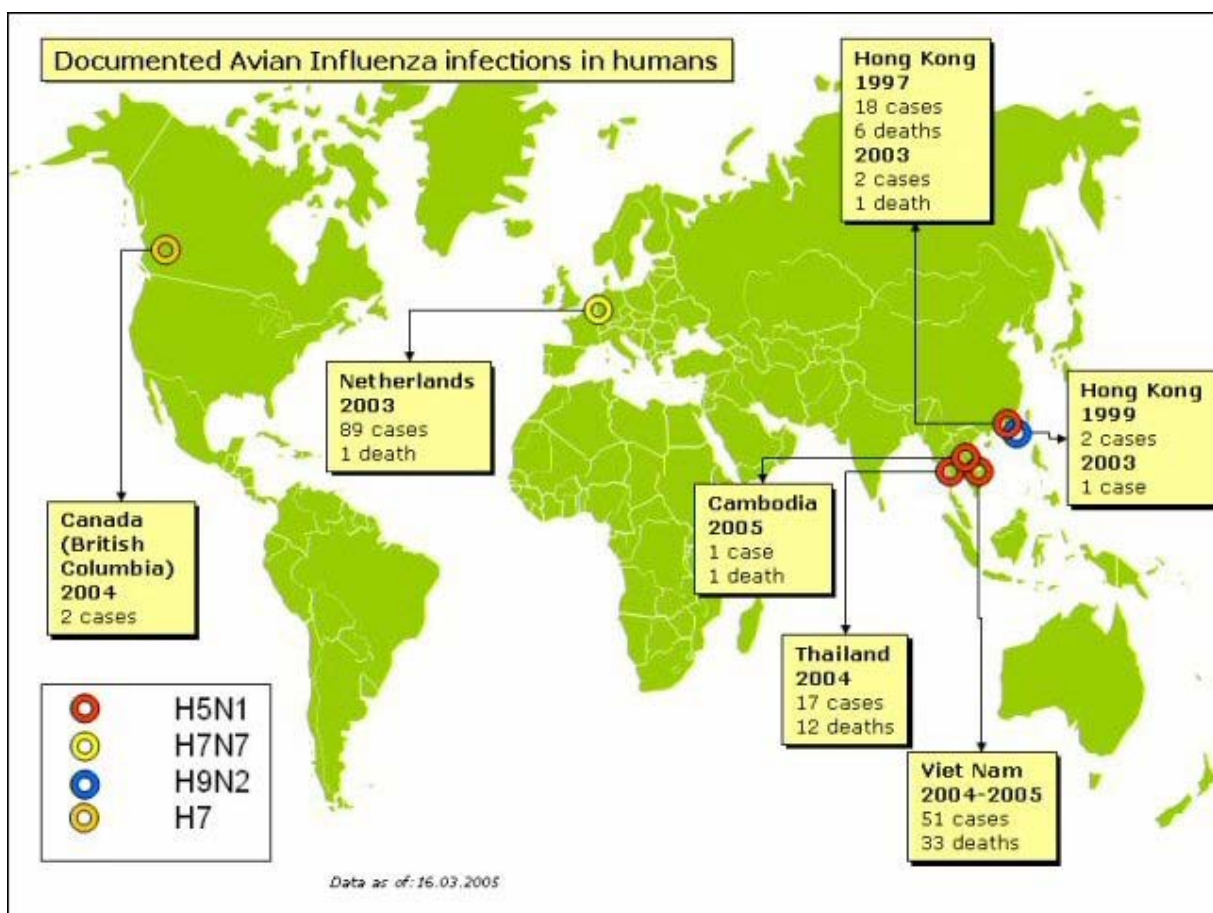 Documented Avian Influenza infections in humans
Hong Kong
1997
18 cases
6 deaths
2003
2 cases
1 death
Netherlands
2003
89 cases
1 death
Hong Kong
1999
2 cases
2003
1 case
Canada
(British
Columbia)
2004
2 cases
Cambodia
2005
1 case
1 death
Thailand
2004
17 cases
12 deaths
Viet Nam
2004-2005
51 cases
33 deaths
H5N1
H7N7
H9N2
H7
Data as of:16.03.2005